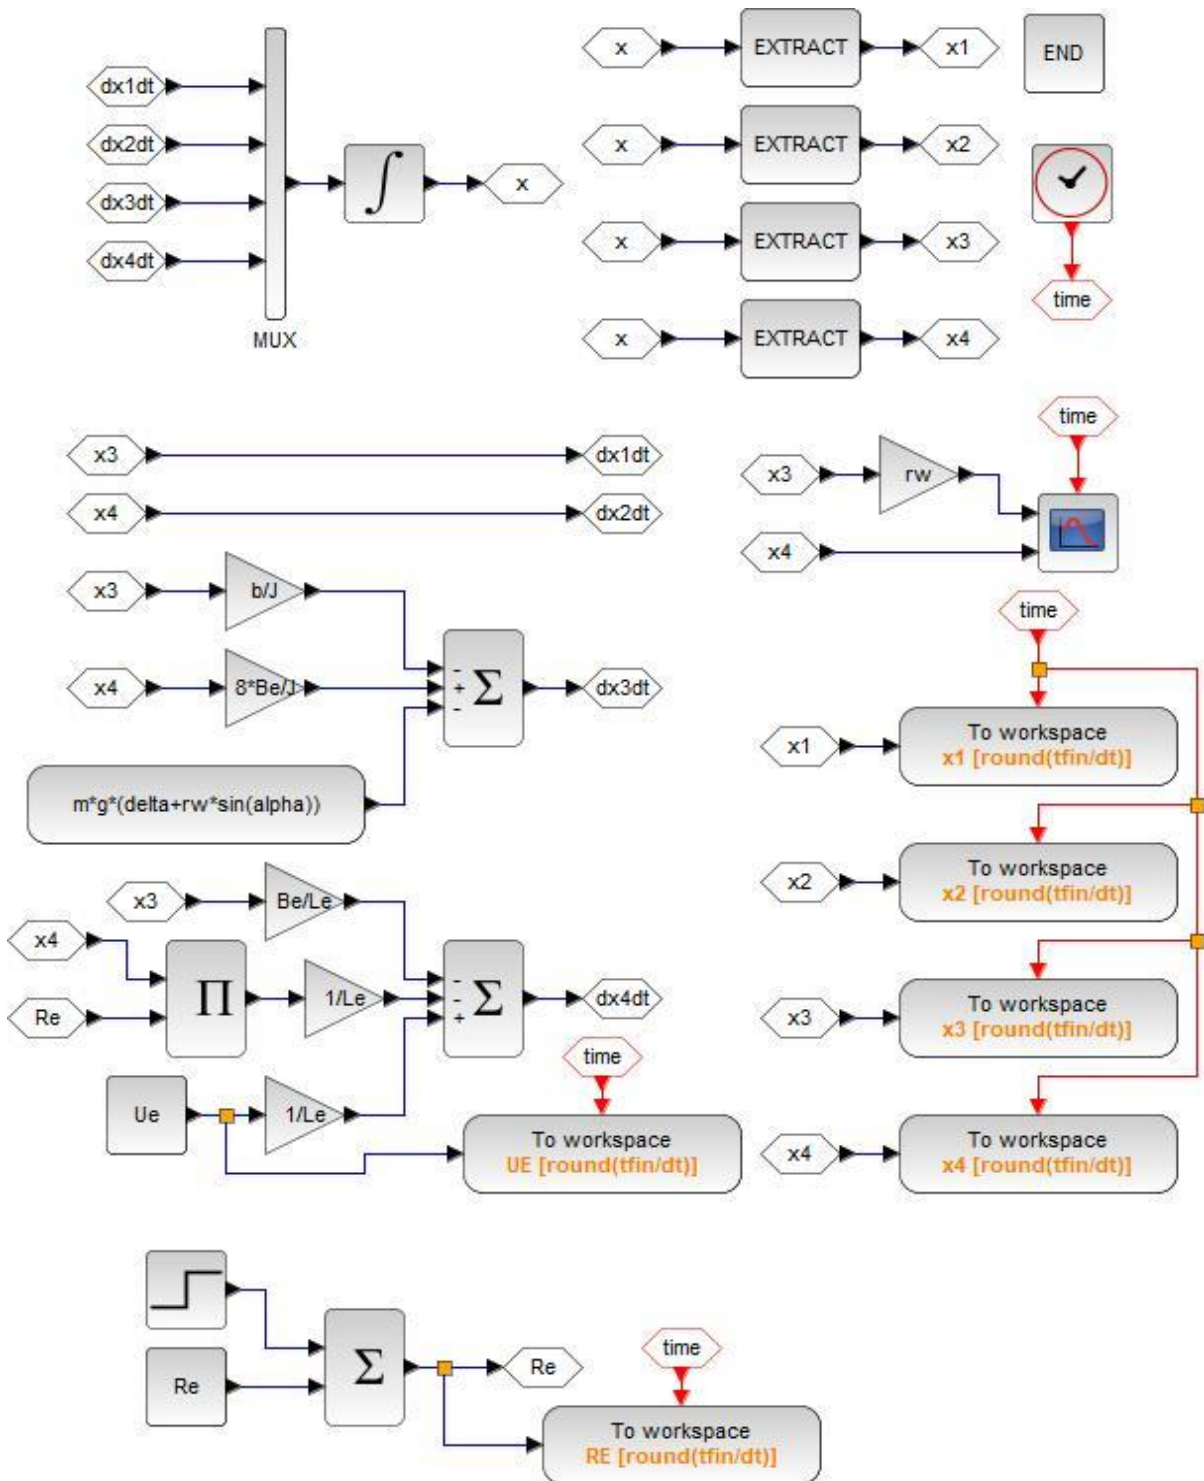 dx1dt
dx2dt
dx3dt
dx4dt
MUX
∫
x
x
EXTRACT
x1
x
EXTRACT
x2
x
EXTRACT
x3
x
EXTRACT
x4
END
time
x3
dx1dt
x4
dx2dt
x3
b/J
x4
8*Be/J
m*g*(delta+rw*sin(alpha))
-
+
-
Σ
dx3dt
x3
Be/Le
x4
Re
Π
1/Le
Ue
1/Le
-
-
+
Σ
dx4dt
time
To workspace
UE [round(tfin/dt)]
time
x3
rw
x4
time
x1
To workspace
x1 [round(tfin/dt)]
x2
To workspace
x2 [round(tfin/dt)]
x3
To workspace
x3 [round(tfin/dt)]
x4
To workspace
x4 [round(tfin/dt)]
Re
Σ
Re
time
To workspace
RE [round(tfin/dt)]